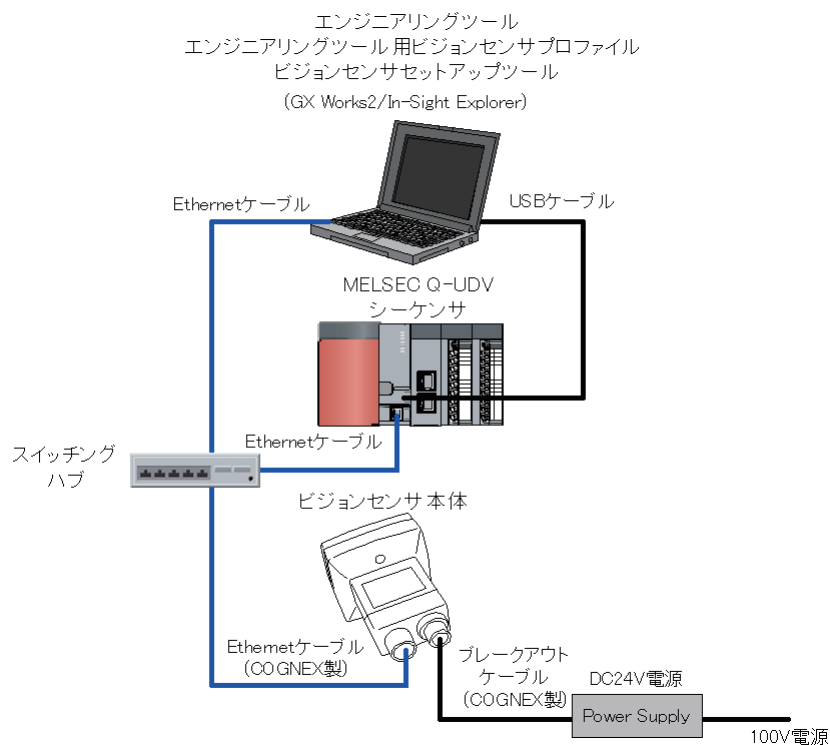 エンジニアリングツール
エンジニアリングツール 用ビジョンセンサプロファイル
ビジョンセンサセットアップツール
(GX Works2/In-Sight Explorer)
Ethernetケーブル
USBケーブル
MELSEC Q-UDV
シーケンサ
Ethernetケーブル
スイッチング
ハブ
ビジョンセンサ 本体
Ethernetケーブル
(COGNEX製)
ブレークアウト
ケーブル
(COGNEX製)
DC24V電源
Power Supply
100V電源